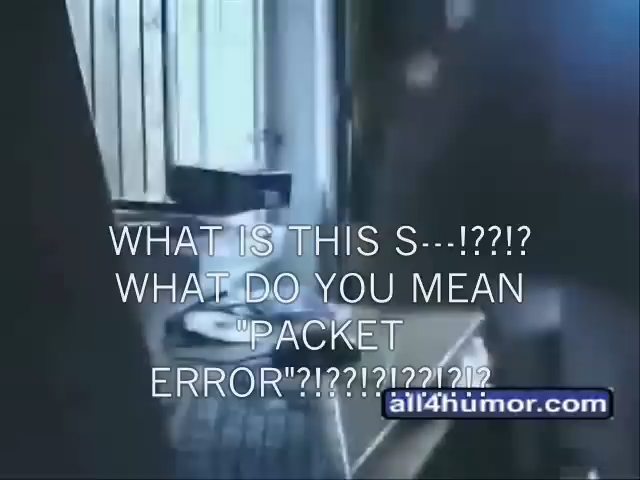 WHAT IS THIS S---!??!?
WHAT DO YOU MEAN
"PACKET
ERROR"?!??!?!??!?!?
all4humor.com